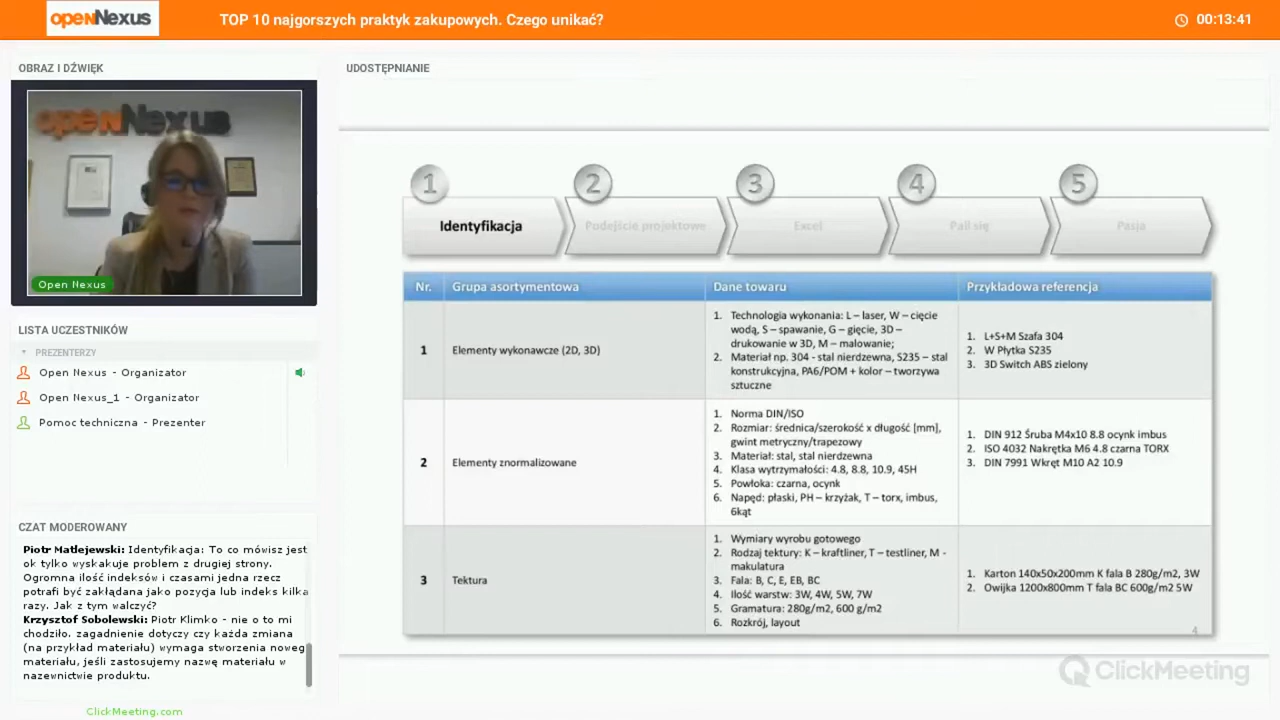 openNexus
TOP 10 najgorszych praktyk zakupowych. Czego unikać?
00:13:41
OBRAZ I DŹWIĘK
openNexus
Open Nexus
LISTA UCZESTNIKÓW
PREZENTERZY
Open Nexus - Organizator
Open Nexus_1 - Organizator
Pomoc techniczna - Prezenter
CZAT MODEROWANY
Piotr Matlejewski: Identyfikacja: To co mówisz jest
ok tylko wyskakuje problem z drugiej strony.
Ogromna ilość indeksów i czasami jedna rzecz
potrafi być zakłądana jako pozycja lub indeks kilka
razy. Jak z tym walczyć?
Krzysztof Sobolewski: Piotr Klimko - nie o to mi
chodziło. zagadnienie dotyczy czy każda zmiana
(na przykład materiału) wymaga stworzenia noweg
materiału, jeśli zastosujemy nazwę materiału w
nazewnictwie produktu.
ClickMeeting.com
UDOSTĘPNIANIE
1
2
3
4
5
Identyfikacja
Podejście projektowe
Excel
Pali się
Pasja
Nr.
Grupa asortymentowa
Dane towaru
Przykładowa referencja
1
Elementy wykonawcze (2D, 3D)
1. Technologia wykonania: L – laser, W – cięcie
wodą, S – spawanie, G – gięcie, 3D –
drukowanie w 3D, M – malowanie;
2. Materiał np. 304 - stal nierdzewna, S235 – stal
konstrukcyjna, PA6/POM + kolor – tworzywa
sztuczne
1. L+S+M Szafa 304
2. W Płytka S235
3. 3D Switch ABS zielony
2
Elementy znormalizowane
1. Norma DIN/ISO
2. Rozmiar: średnica/szerokość x długość [mm],
gwint metryczny/trapezowy
3. Materiał: stal, stal nierdzewna
4. Klasa wytrzymałości: 4.8, 8.8, 10.9, 45H
5. Powłoka: czarna, ocynk
6. Napęd: płaski, PH – krzyżak, T – torx, imbus,
6kąt
1. DIN 912 Śruba M4x10 8.8 ocynk imbus
2. ISO 4032 Nakrętka M6 4.8 czarna TORX
3. DIN 7991 Wkręt M10 A2 10.9
3
Tektura
1. Wymiary wyrobu gotowego
2. Rodzaj tektury: K – kraftliner, T – testliner, M -
makulatura
3. Fala: B, C, E, EB, BC
4. Ilość warstw: 3W, 4W, 5W, 7W
5. Gramatura: 280g/m2, 600 g/m2
6. Rozkrój, layout
1. Karton 140x50x200mm K fala B 280g/m2, 3W
2. Owijka 1200x800mm T fala BC 600g/m2 5W
4
ClickMeeting